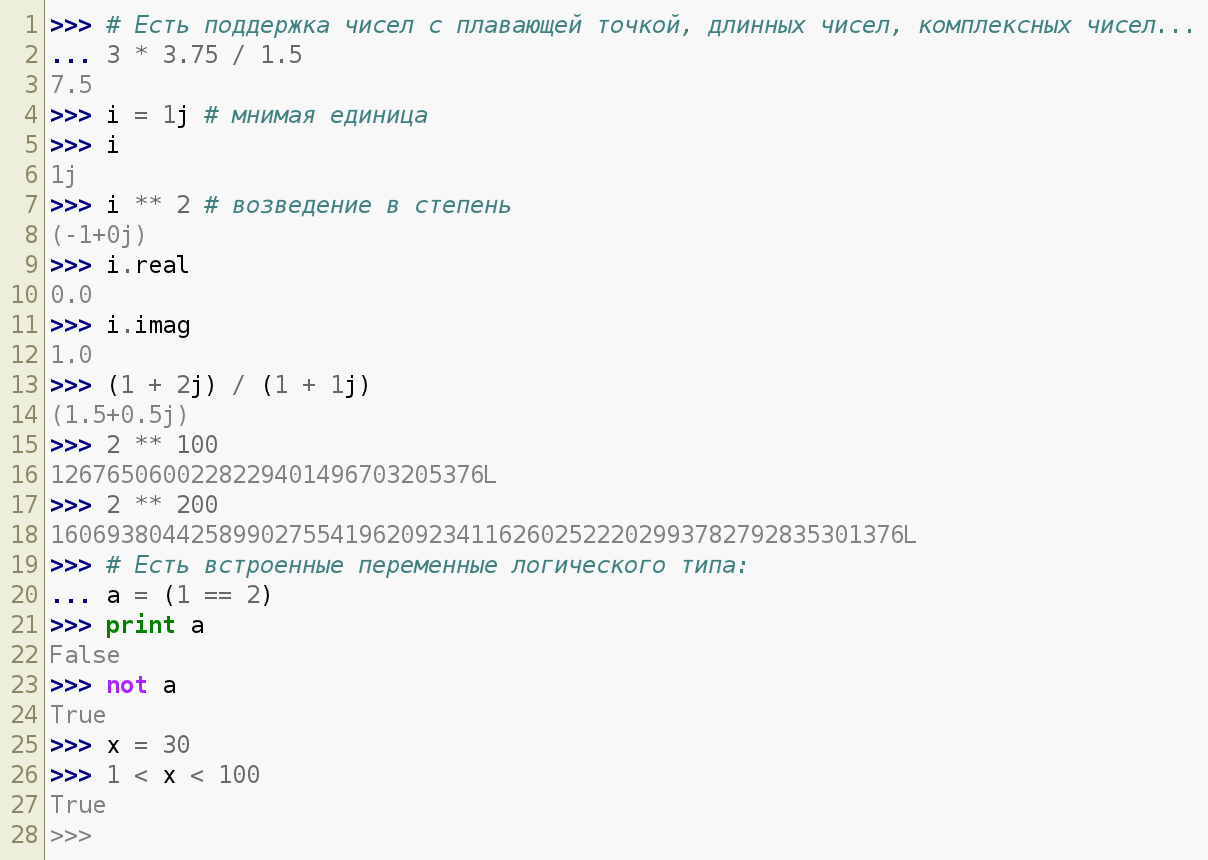 1 >>> # Есть поддержка чисел с плавающей точкой, длинных чисел, комплексных чисел...
2 ... 3 * 3.75 / 1.5
3 7.5
4 >>> i = 1j # мнимая единица
5 >>> i
6 1j
7 >>> i ** 2 # возведение в степень
8 (-1+0j)
9 >>> i.real
10 0.0
11 >>> i.imag
12 1.0
13 >>> (1 + 2j) / (1 + 1j)
14 (1.5+0.5j)
15 >>> 2 ** 100
16 1267650600228229401496703205376L
17 >>> 2 ** 200
18 1606938044258990275541962092341162602522202993782792835301376L
19 >>> # Есть встроенные переменные логического типа:
20 ... a = (1 == 2)
21 >>> print a
22 False
23 >>> not a
24 True
25 >>> x = 30
26 >>> 1 < x < 100
27 True
28 >>>